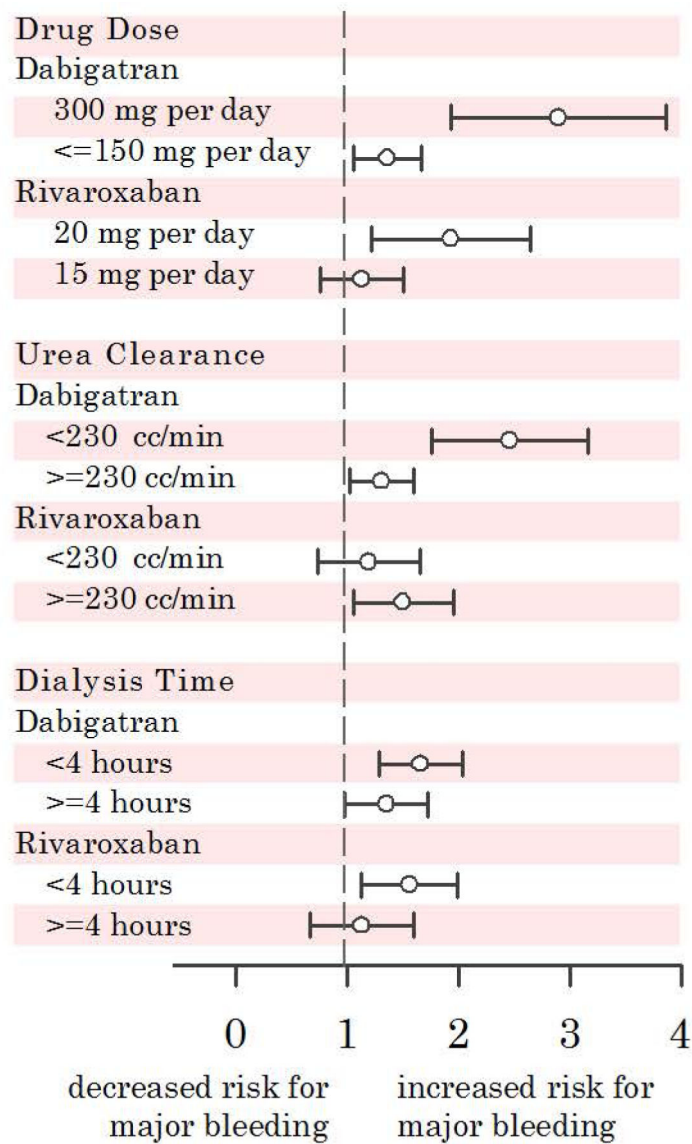 Drug Dose
Dabigatran
300 mg per day
<=150 mg per day
Rivaroxaban
20 mg per day
15 mg per day
Urea Clearance
Dabigatran
<230 cc/min
>=230 cc/min
Rivaroxaban
<230 cc/min
>=230 cc/min
Dialysis Time
Dabigatran
<4 hours
>=4 hours
Rivaroxaban
<4 hours
>=4 hours
0 1 2 3 4
decreased risk for increased risk for
major bleeding major bleeding